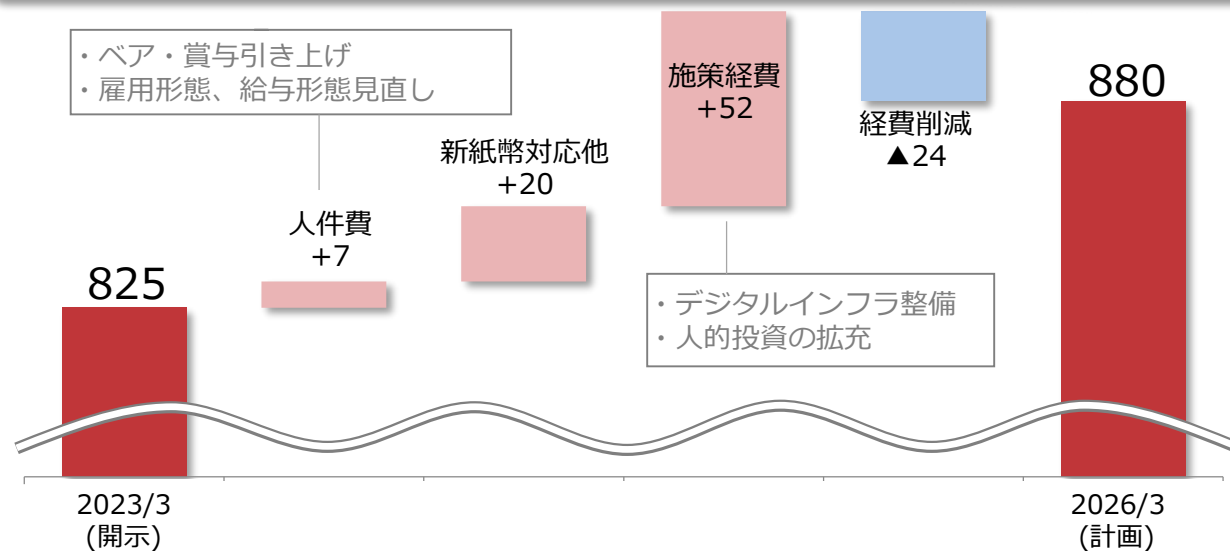 ・ベア・賞与引き上げ
・雇用形態、給与形態見直し
施策経費
+52
880
経費削減
▲24
新紙幣対応他
+20
人件費
+7
825
・デジタルインフラ整備
・人的投資の拡充
2023/3
(開示)
2026/3
(計画)